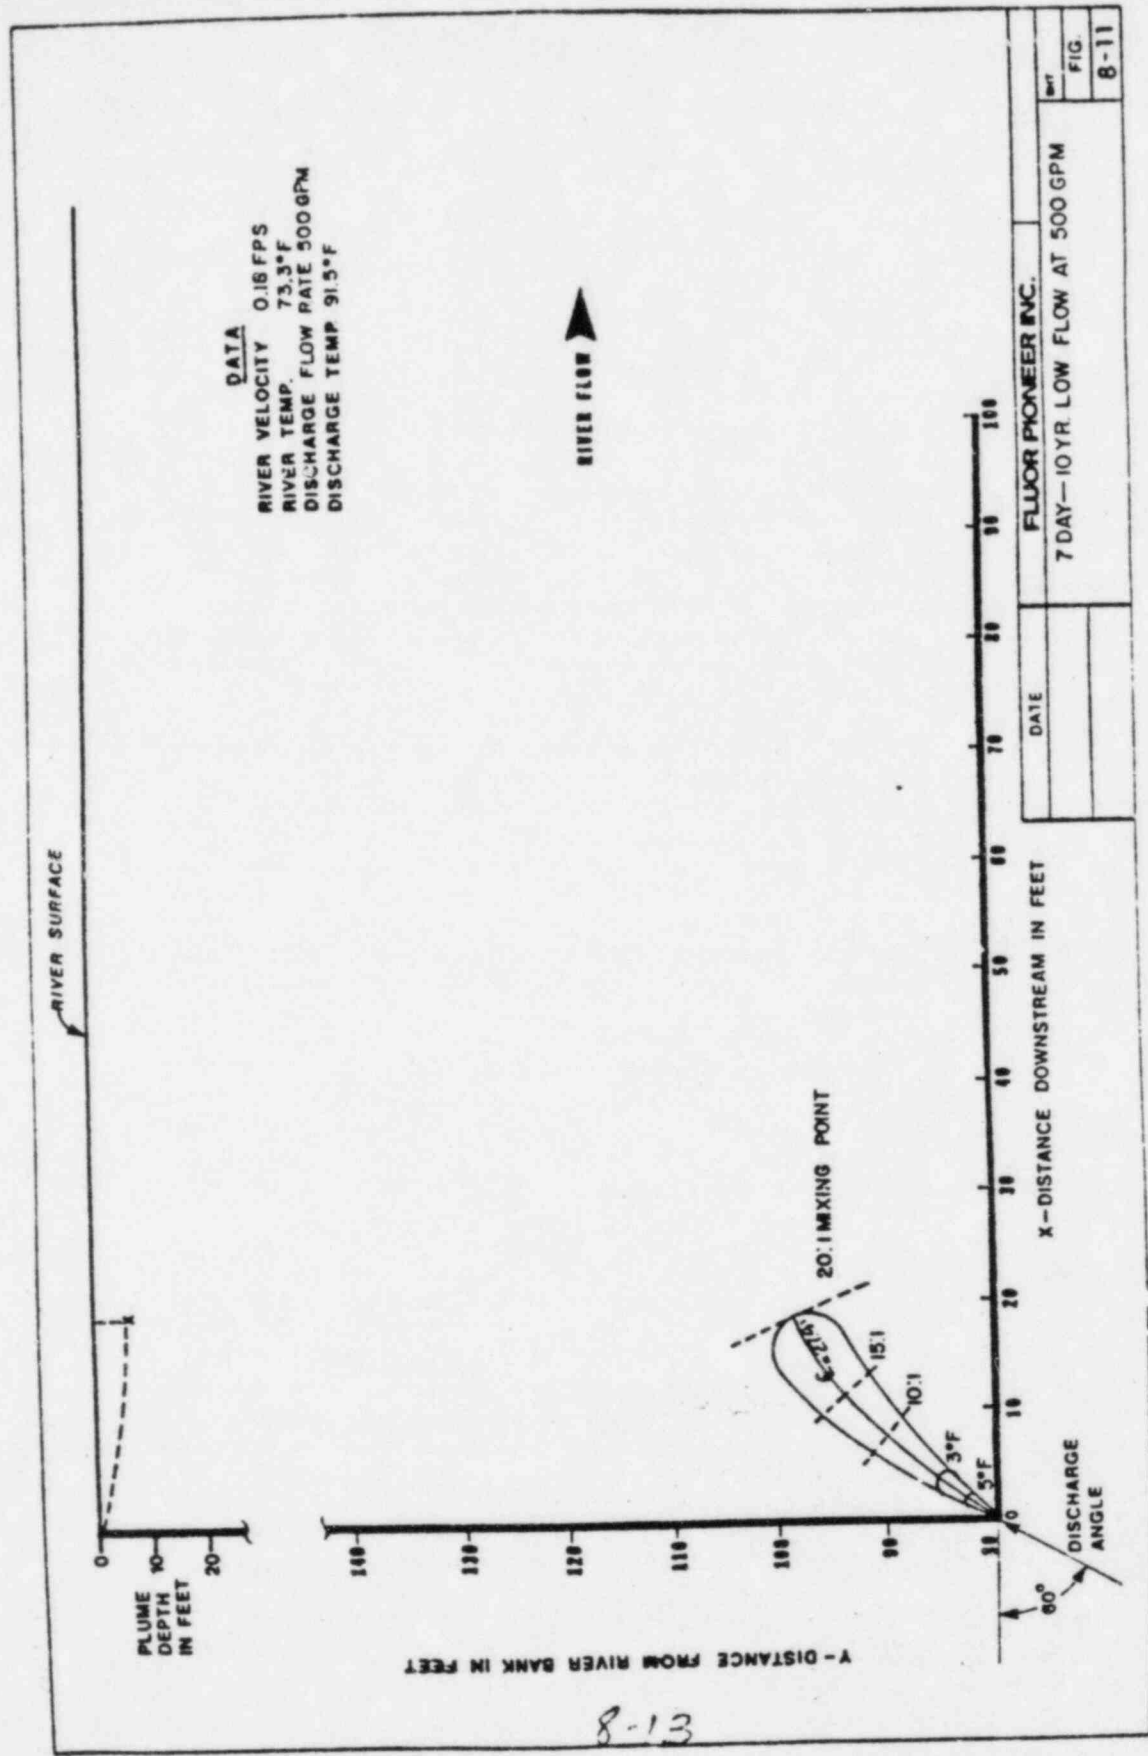 RIVER SURFACE
0
10
20
PLUME
DEPTH
IN FEET
DATA
RIVER VELOCITY 0.18 FPS
RIVER TEMP. 73.3°F
DISCHARGE FLOW RATE 500 GPM
DISCHARGE TEMP 91.5°F
RIVER FLOW
140
130
120
110
100
90
Y-DISTANCE FROM RIVER BANK IN FEET
20:1 MIXING POINT
15:1
10:1
3°F
5°F
0
10
20
30
40
50
60
70
80
90
100
X-DISTANCE DOWNSTREAM IN FEET
60°
DISCHARGE
ANGLE
FLUOR PIONEER INC.
DATE
7 DAY-10 YR. LOW FLOW AT 500 GPM
FIG.
8-11
8-13